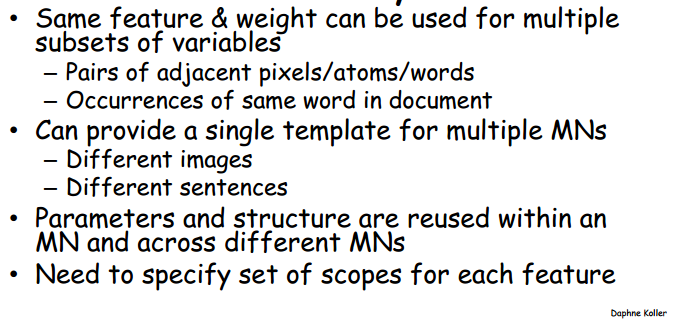 • Same feature & weight can be used for multiple
subsets of variables
– Pairs of adjacent pixels/atoms/words
– Occurrences of same word in document
• Can provide a single template for multiple MNs
– Different images
– Different sentences
• Parameters and structure are reused within an
MN and across different MNs
• Need to specify set of scopes for each feature
Daphne Koller